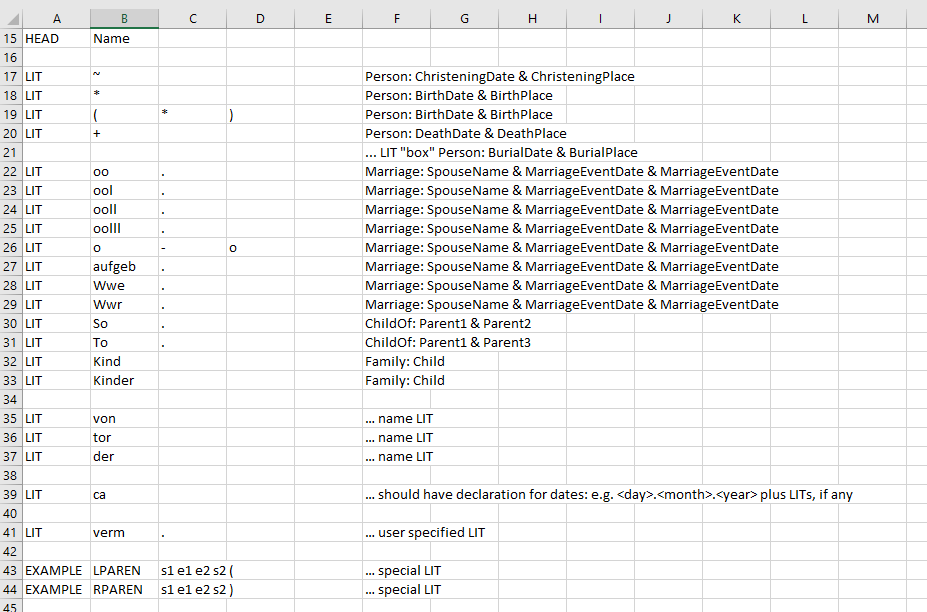 A B C D E F G H I J K L M
15 HEAD Name
16
17 LIT ~ Person: ChristeningDate & ChristeningPlace
18 LIT * Person: BirthDate & BirthPlace
19 LIT ( * ) Person: BirthDate & BirthPlace
20 LIT + Person: DeathDate & DeathPlace
21 ... LIT "box" Person: BurialDate & BurialPlace
22 LIT oo . Marriage: SpouseName & MarriageEventDate & MarriageEventDate
23 LIT ool . Marriage: SpouseName & MarriageEventDate & MarriageEventDate
24 LIT ooll . Marriage: SpouseName & MarriageEventDate & MarriageEventDate
25 LIT oolll . Marriage: SpouseName & MarriageEventDate & MarriageEventDate
26 LIT o - o Marriage: SpouseName & MarriageEventDate & MarriageEventDate
27 LIT aufgeb . Marriage: SpouseName & MarriageEventDate & MarriageEventDate
28 LIT Wwe . Marriage: SpouseName & MarriageEventDate & MarriageEventDate
29 LIT Wwr . Marriage: SpouseName & MarriageEventDate & MarriageEventDate
30 LIT So . ChildOf: Parent1 & Parent2
31 LIT To . ChildOf: Parent1 & Parent3
32 LIT Kind Family: Child
33 LIT Kinder Family: Child
34
35 LIT von ... name LIT
36 LIT tor ... name LIT
37 LIT der ... name LIT
38
39 LIT ca ... should have declaration for dates: e.g. <day>.<month>.<year> plus LITs, if any
40
41 LIT verm . ... user specified LIT
42
43 EXAMPLE LPAREN s1 e1 e2 s2 ( ... special LIT
44 EXAMPLE RPAREN s1 e1 e2 s2 ) ... special LIT
45